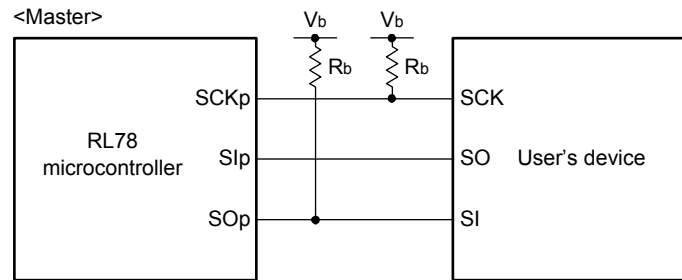 <Master>
Vb Vb
Rb Rb
SCKp SCK
RL78
microcontroller
SIp SO
User's device
SOp SI